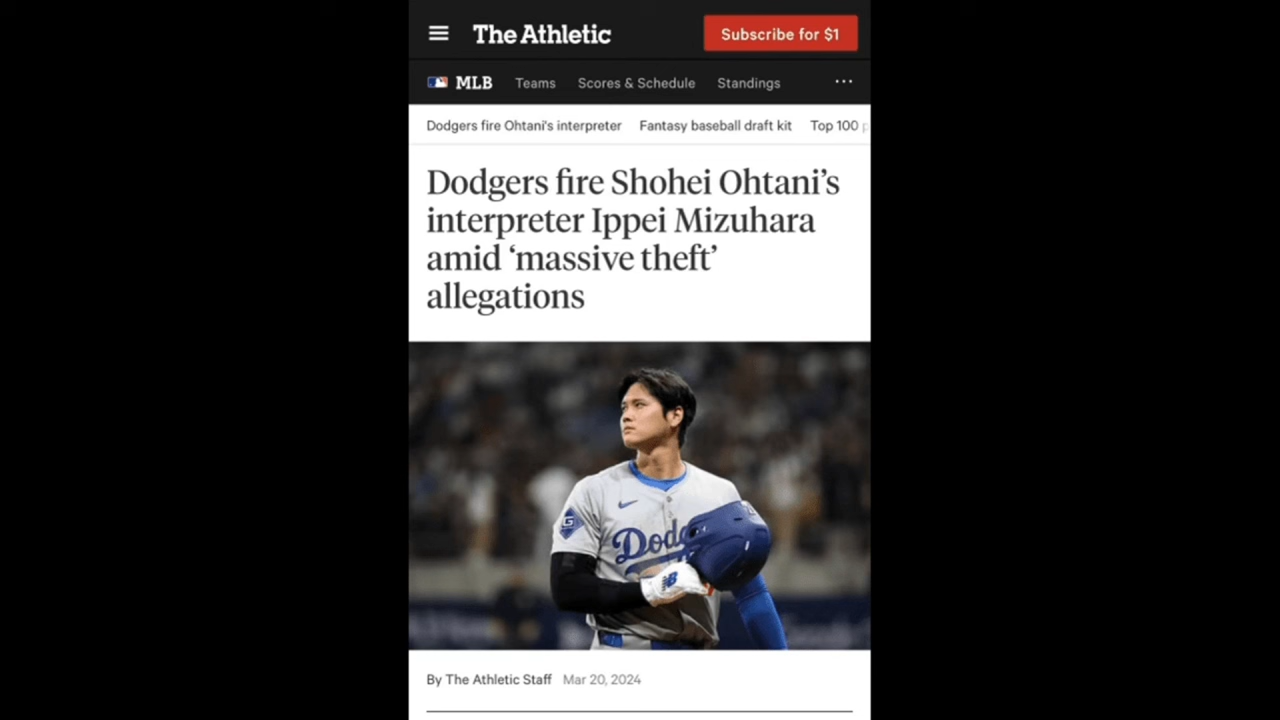 The Athletic
Subscribe for $1
MLB Teams Scores & Schedule Standings ...
Dodgers fire Ohtani's interpreter Fantasy baseball draft kit Top 100
Dodgers fire Shohei Ohtani’s
interpreter Ippei Mizuhara
amid ‘massive theft’
allegations
G
Dod
By The Athletic Staff Mar 20, 2024